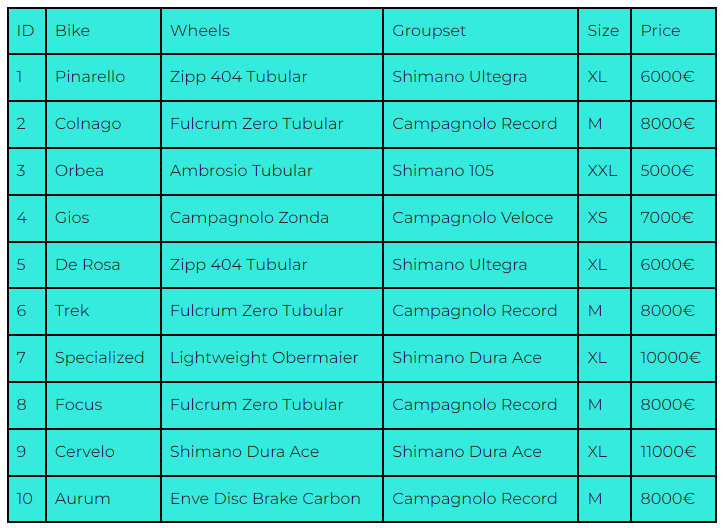 ID Bike Wheels Groupset Size Price
1 Pinarello Zipp 404 Tubular Shimano Ultegra XL 6000€
2 Colnago Fulcrum Zero Tubular Campagnolo Record M 8000€
3 Orbea Ambrosio Tubular Shimano 105 XXL 5000€
4 Gios Campagnolo Zonda Campagnolo Veloce XS 7000€
5 De Rosa Zipp 404 Tubular Shimano Ultegra XL 6000€
6 Trek Fulcrum Zero Tubular Campagnolo Record M 8000€
7 Specialized Lightweight Obermaier Shimano Dura Ace XL 10000€
8 Focus Fulcrum Zero Tubular Campagnolo Record M 8000€
9 Cervelo Shimano Dura Ace Shimano Dura Ace XL 11000€
10 Aurum Enve Disc Brake Carbon Campagnolo Record M 8000€